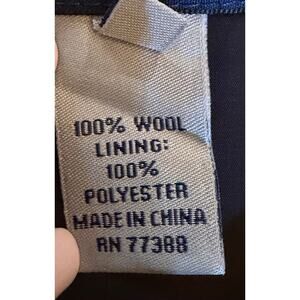 100% WOOL
LINING:
100%
POLYESTER
MADE IN CHINA
RN 77388